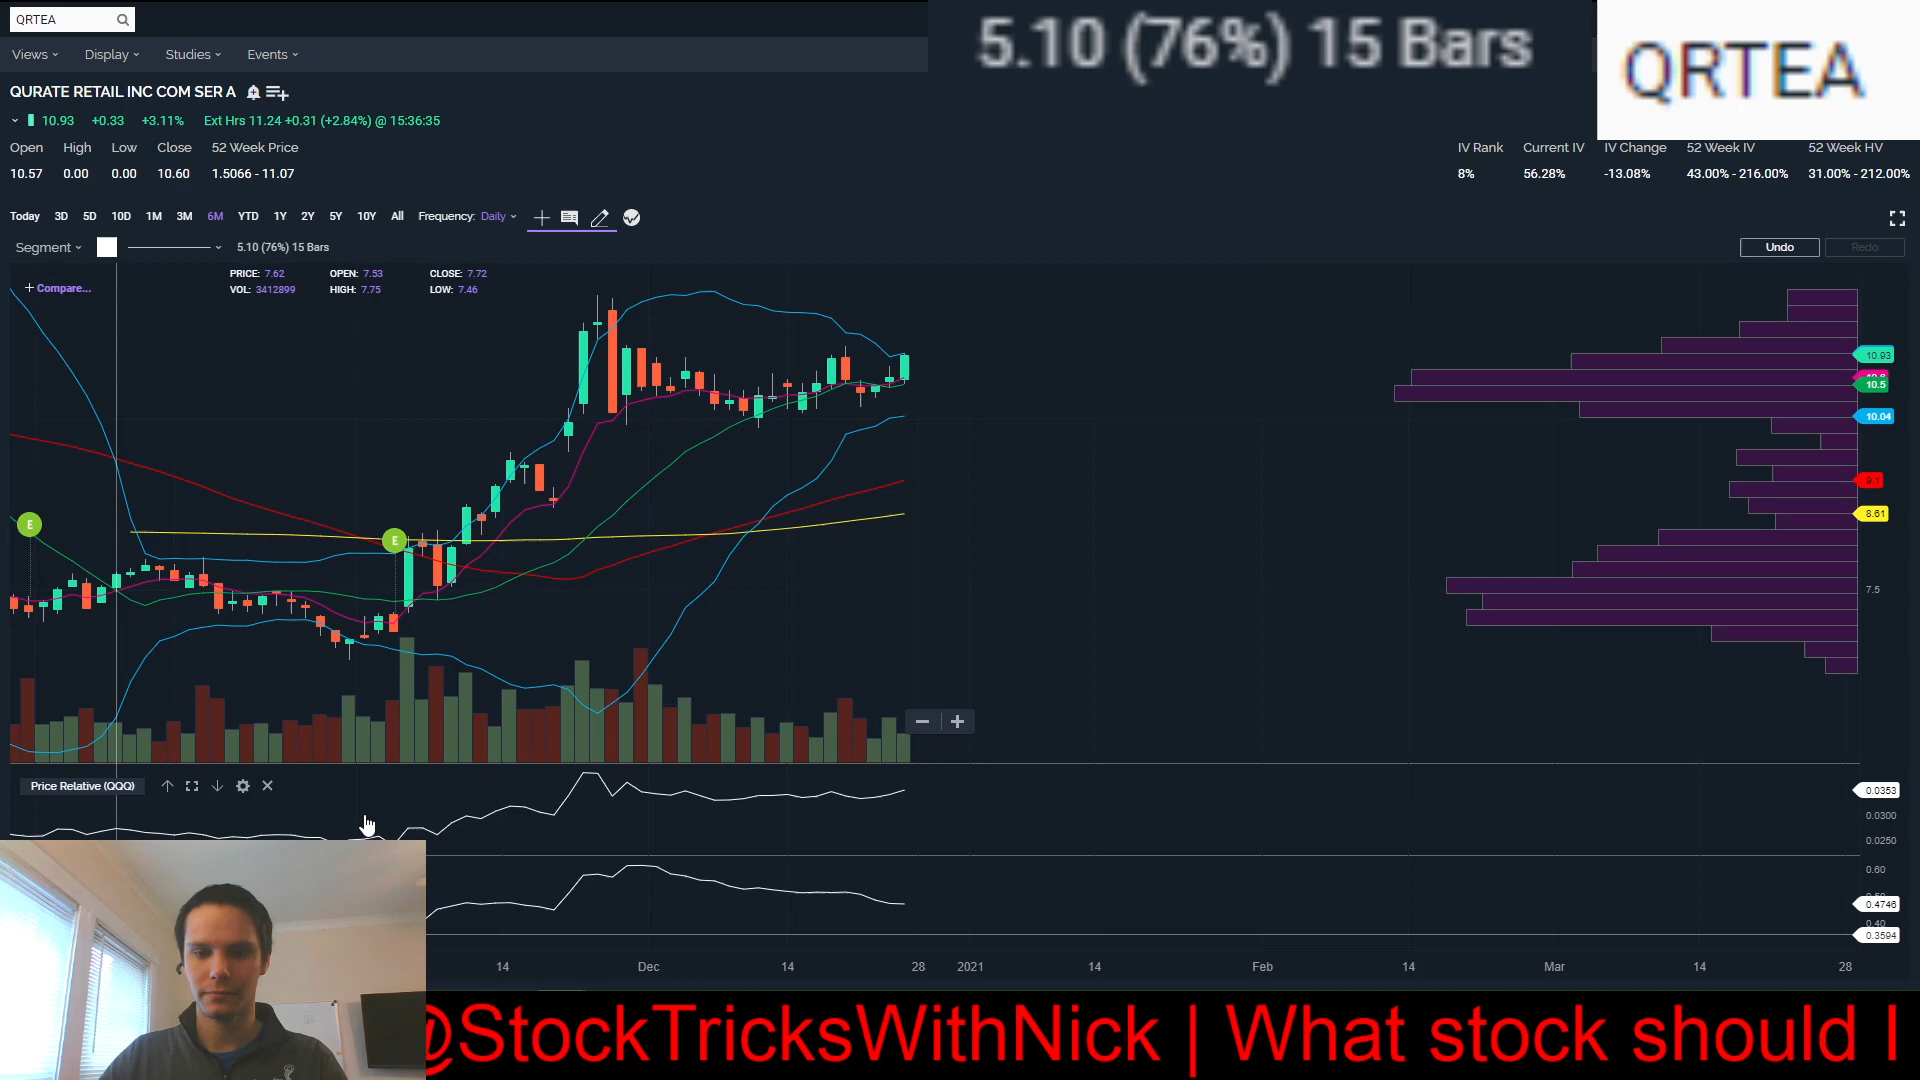 QRTEA
5.10 (76%) 15 Bars
QRTEA
Views Display Studies Events
QURATE RETAIL INC COM SER A
10.93 +0.33 +3.11% Ext Hrs 11.24 +0.31 (+2.84%) @ 15:36:35
Open High Low Close 52 Week Price
10.57 0.00 0.00 10.60 1.5066 - 11.07
IV Rank Current IV IV Change 52 Week IV 52 Week HV
8% 56.28% -13.08% 43.00% - 216.00% 31.00% - 212.00%
Today 3D 5D 10D 1M 3M 6M YTD 1Y 2Y 5Y 10Y All Frequency: Daily
Segment 5.10 (76%) 15 Bars Undo Redo
+ Compare...
PRICE: 7.62 OPEN: 7.53 CLOSE: 7.72
VOL: 3412899 HIGH: 7.75 LOW: 7.46
10.93
10.5
10.04
9.1
8.61
7.5
E
E
Price Relative (QQQ)
0.0353
0.0300
0.0250
0.60
0.4746
0.40
0.3594
14 Dec 14 28 2021 14 Feb 14 Mar 14 28
@StockTricksWithNick | What stock should I